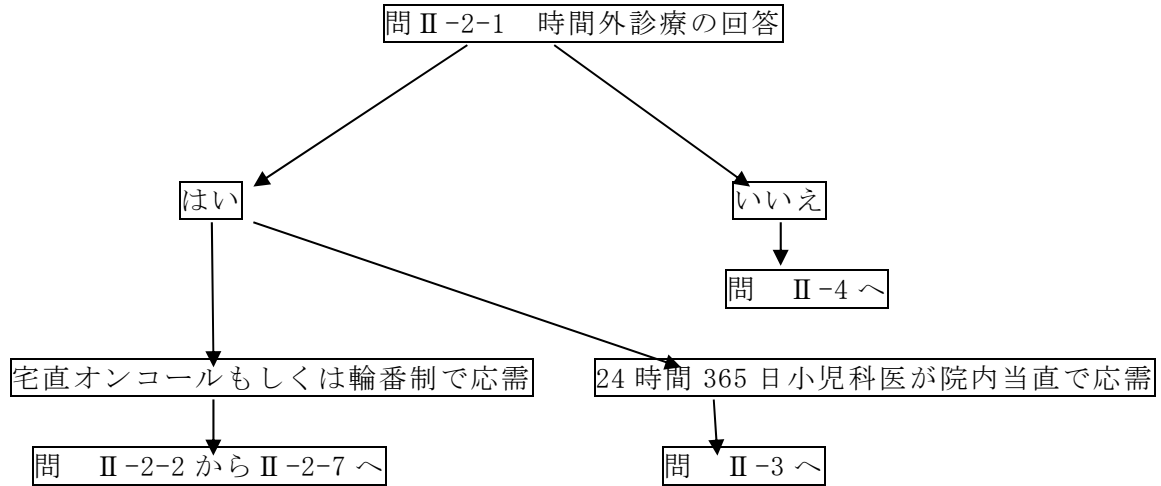 問Ⅱ-2-1　時間外診療の回答
はい
いいえ
問　Ⅱ-4 へ
宅直オンコールもしくは輪番制で応需
24 時間 365 日小児科医が院内当直で応需
問　Ⅱ-2-2 からⅡ-2-7 へ
問　Ⅱ-3 へ